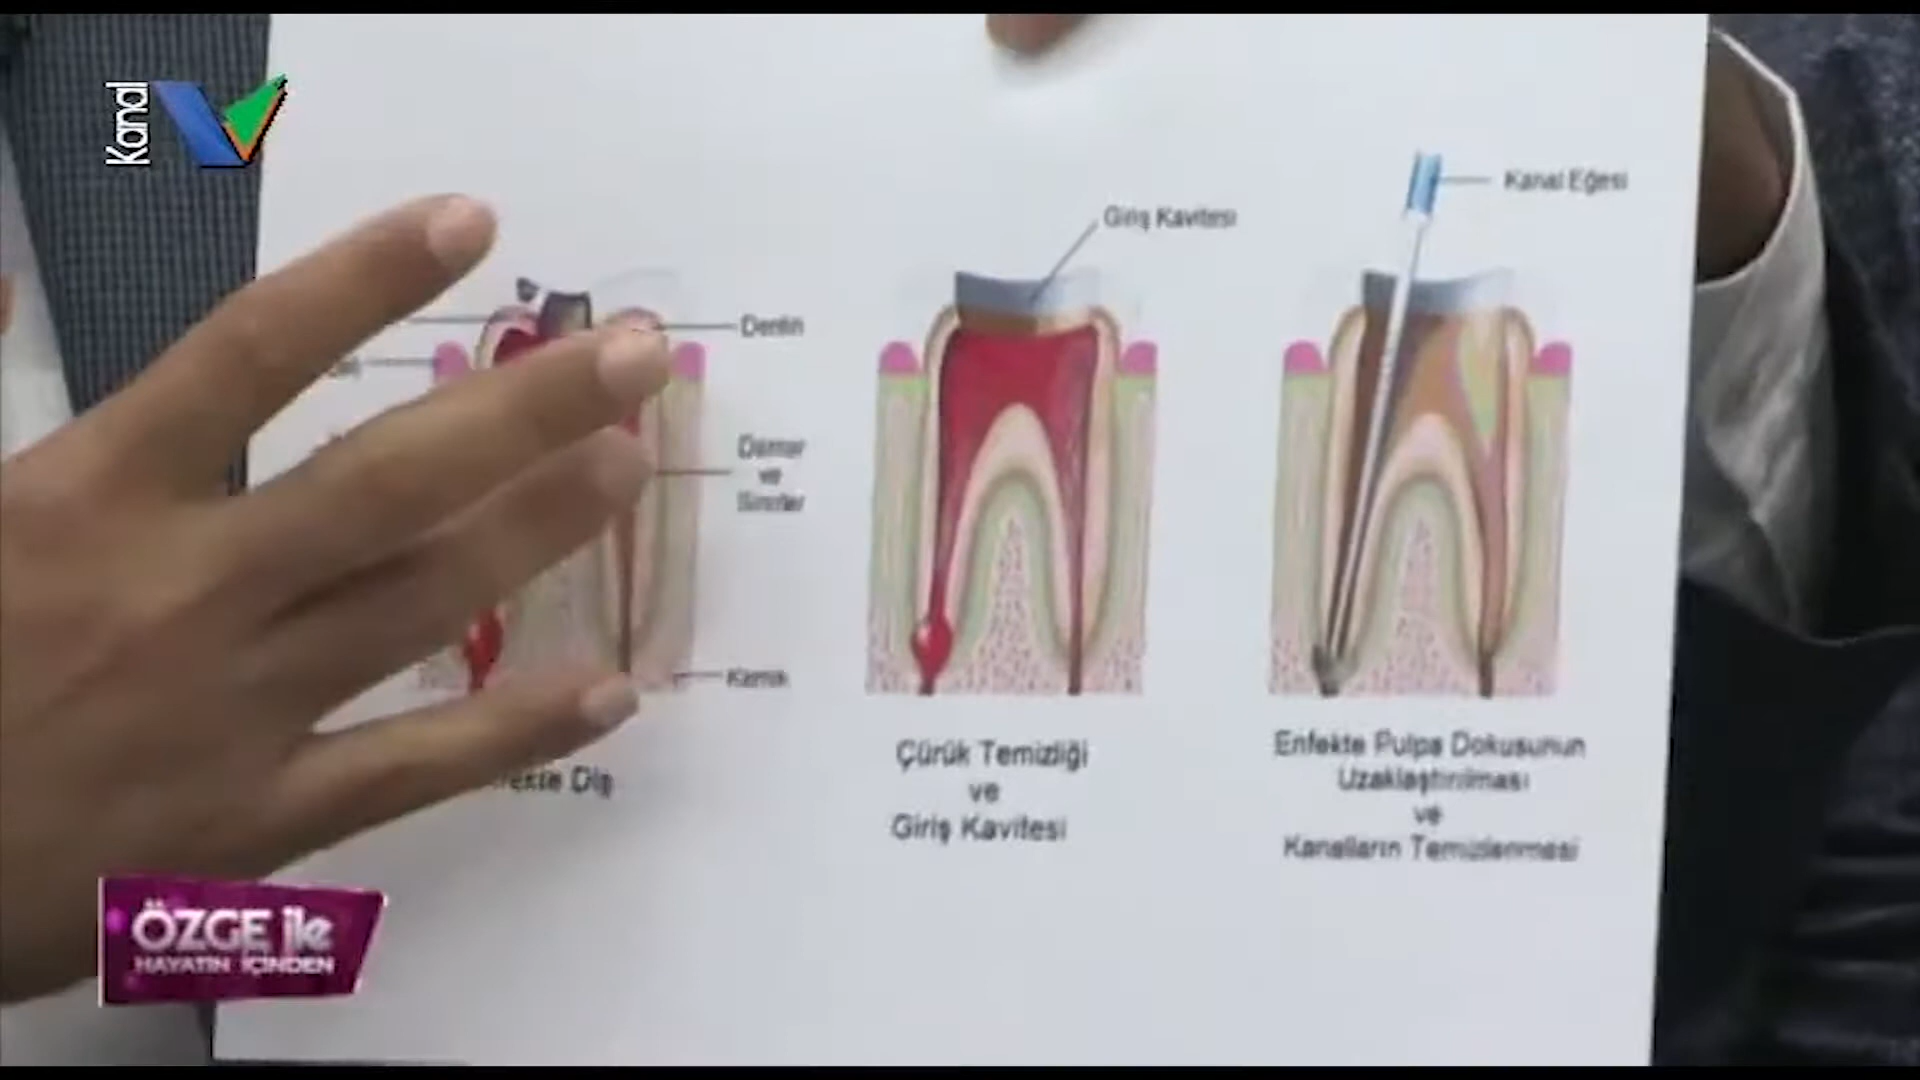 Kanal
Kanal Eğesi
Giriş Kavitesi
Dentin
Damar
ve
Sinirler
Kemik
Diş
Çürük Temizliği
ve
Giriş Kavitesi
Enfekte Pulpa Dokusunun
Uzaklaştırılması
ve
Kanalların Temizlenmesi
ÖZGE ile
HAYATIN İÇİNDEN